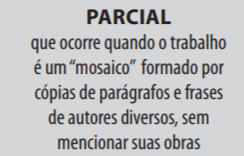 PARCIAL
que ocorre quando o trabalho
é um “mosaico” formado por
cópias de parágrafos e frases
de autores diversos, sem
mencionar suas obras